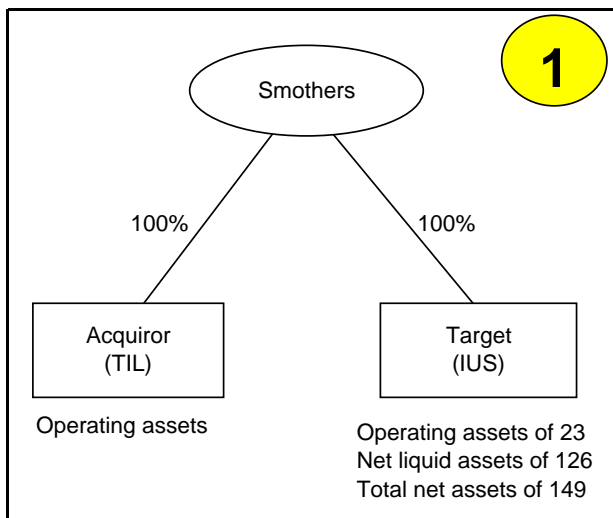 1
Smothers
100%
100%
Acquiror
(TIL)
Target
(IUS)
Operating assets
Operating assets of 23
Net liquid assets of 126
Total net assets of 149